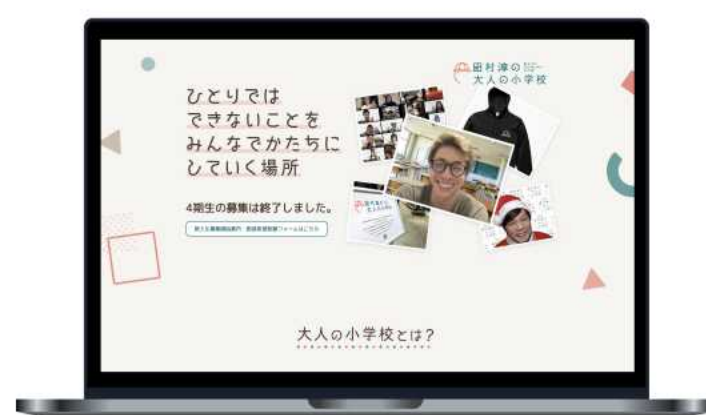 ひとりでは
できないことを
みんなでかたちに
していく場所
4期生の募集は終了しました。
田村淳の
大人の小学校
大人の小学校とは?